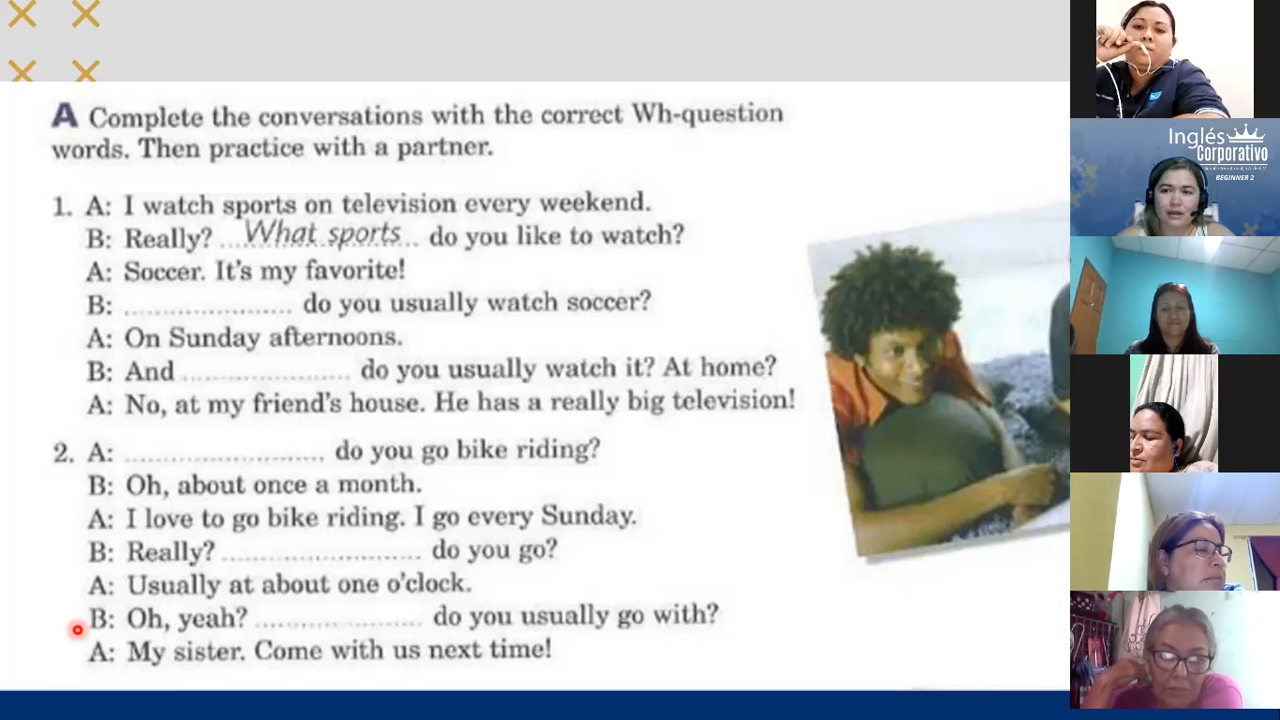 A Complete the conversations with the correct Wh-question
words. Then practice with a partner.
1. A: I watch sports on television every weekend.
B: Really? ...What sports... do you like to watch?
A: Soccer. It's my favorite!
B: ..................... do you usually watch soccer?
A: On Sunday afternoons.
B: And ..................... do you usually watch it? At home?
A: No, at my friend's house. He has a really big television!
2. A: ......................... do you go bike riding?
B: Oh, about once a month.
A: I love to go bike riding. I go every Sunday.
B: Really? ......................... do you go?
A: Usually at about one o'clock.
B: Oh, yeah? ..................... do you usually go with?
A: My sister. Come with us next time!
Inglés
Corporativo
BEGINNER 2